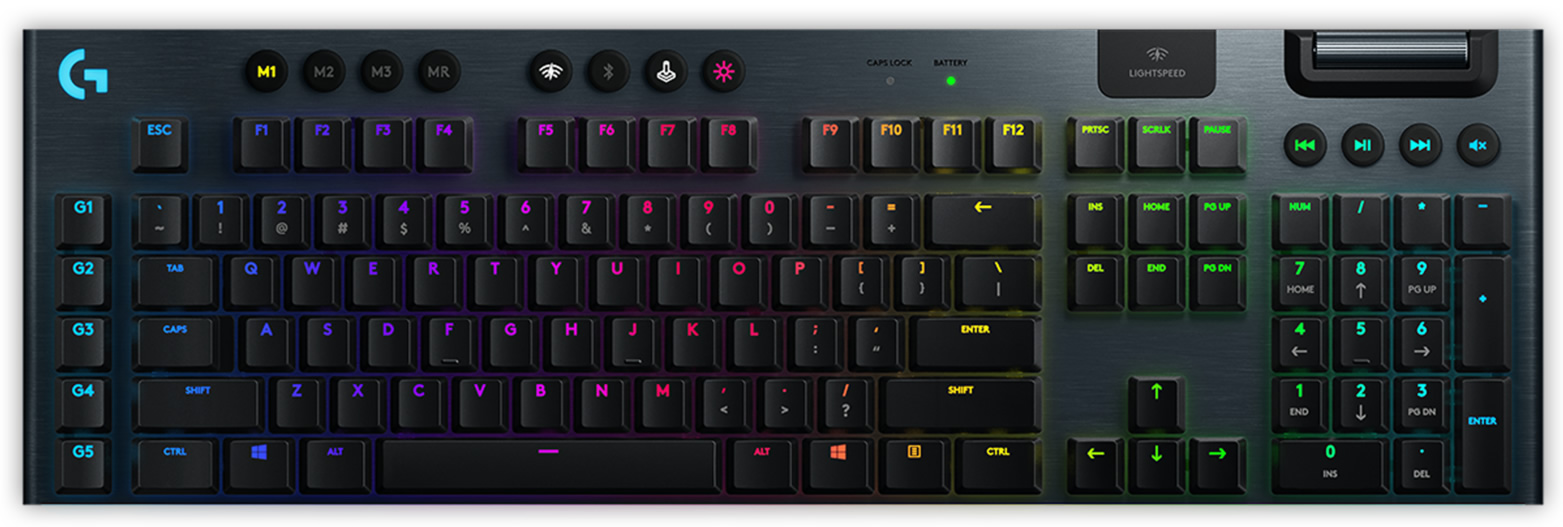 G M1 M2 M3 MR CAPS LOCK BATTERY LIGHTSPEED
ESC F1 F2 F3 F4 F5 F6 F7 F8 F9 F10 F11 F12 PRTSC SCRLK PAUSE
G1 ` 1 2 3 4 5 6 7 8 9 0 - = ← INS HOME PG UP NUM / * -
~ ! @ # $ % ^ & * ( ) _ +
G2 TAB Q W E R T Y U I O P [ ] \ DEL END PG DN 7 8 9 +
{ } | HOME ↑ PG UP
G3 CAPS A S D F G H J K L ; ' ENTER 4 5 6
: " ← →
G4 SHIFT Z X C V B N M , . / SHIFT ↑ 1 2 3 ENTER
< > ? END ↓ PG DN
G5 CTRL ALT ALT CTRL ← ↓ → 0 .
INS DEL